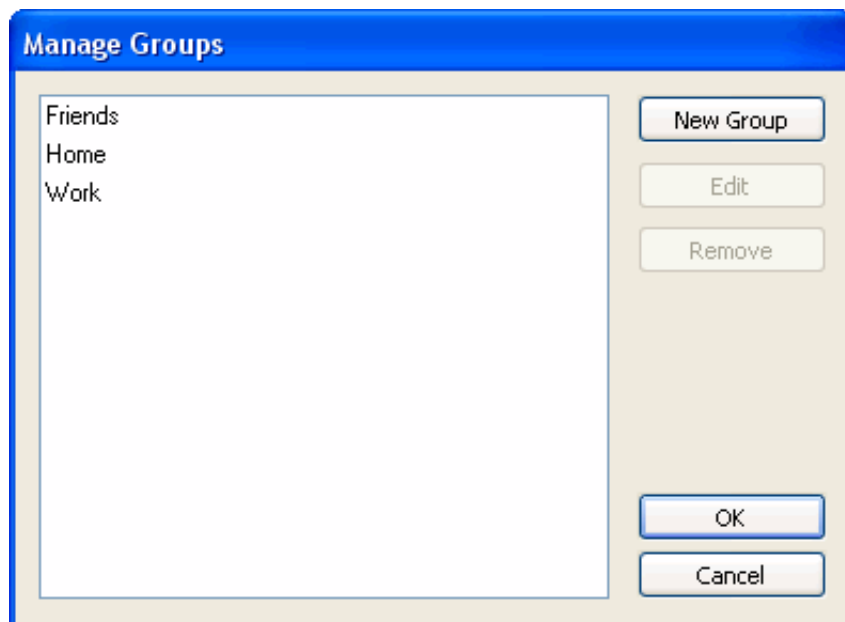 Manage Groups
Friends
Home
Work
New Group
Edit
Remove
OK
Cancel